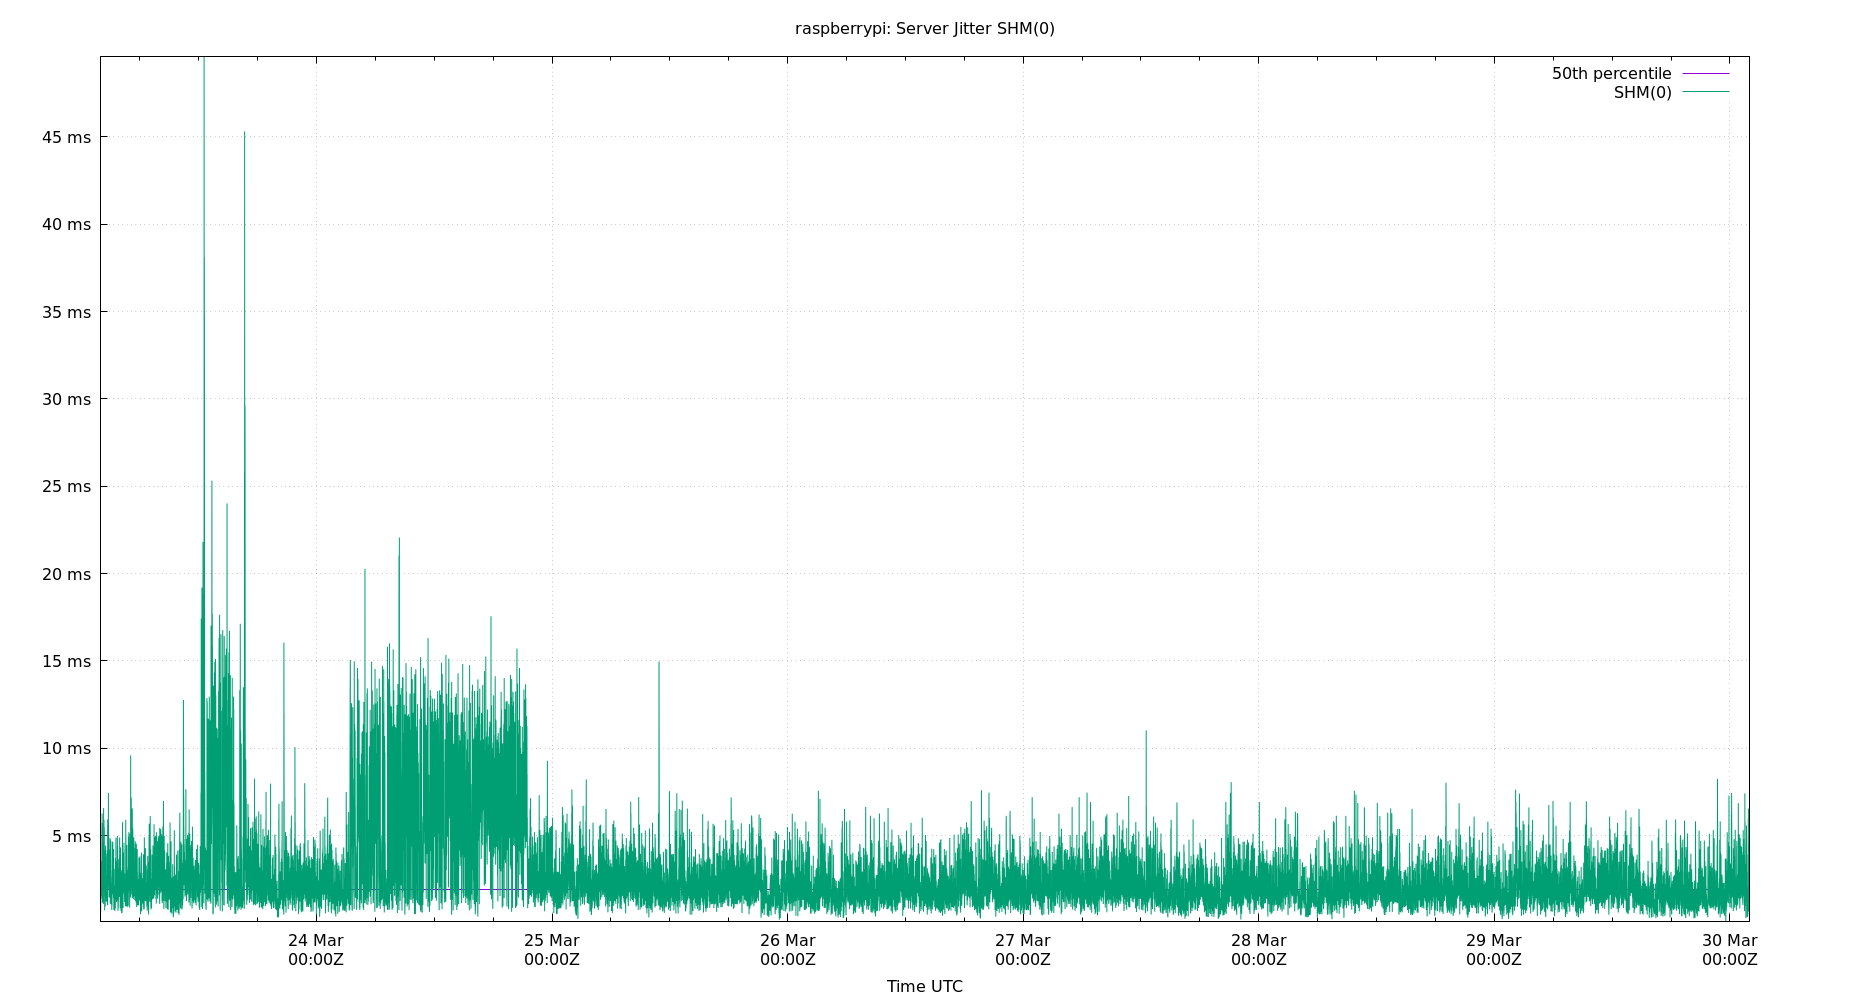 raspberrypi: Server Jitter SHM(0)
50th percentile
SHM(0)
45 ms
40 ms
35 ms
30 ms
25 ms
20 ms
15 ms
10 ms
5 ms
24 Mar 25 Mar 26 Mar 27 Mar 28 Mar 29 Mar 30 Mar
00:00Z 00:00Z 00:00Z 00:00Z 00:00Z 00:00Z 00:00Z
Time UTC